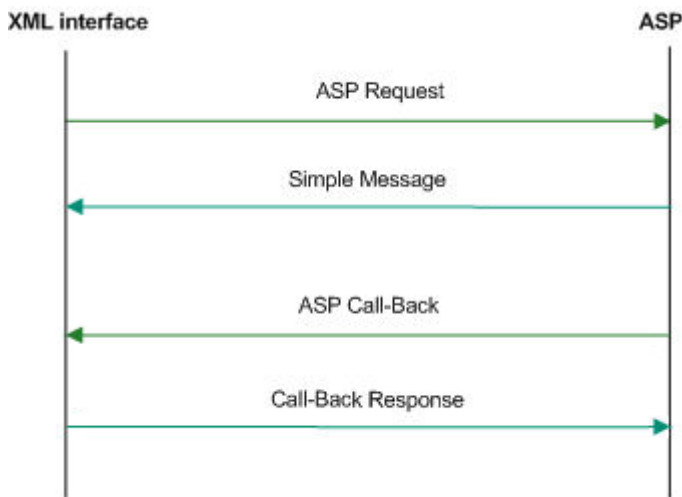 XML interface
ASP
ASP Request
Simple Message
ASP Call-Back
Call-Back Response